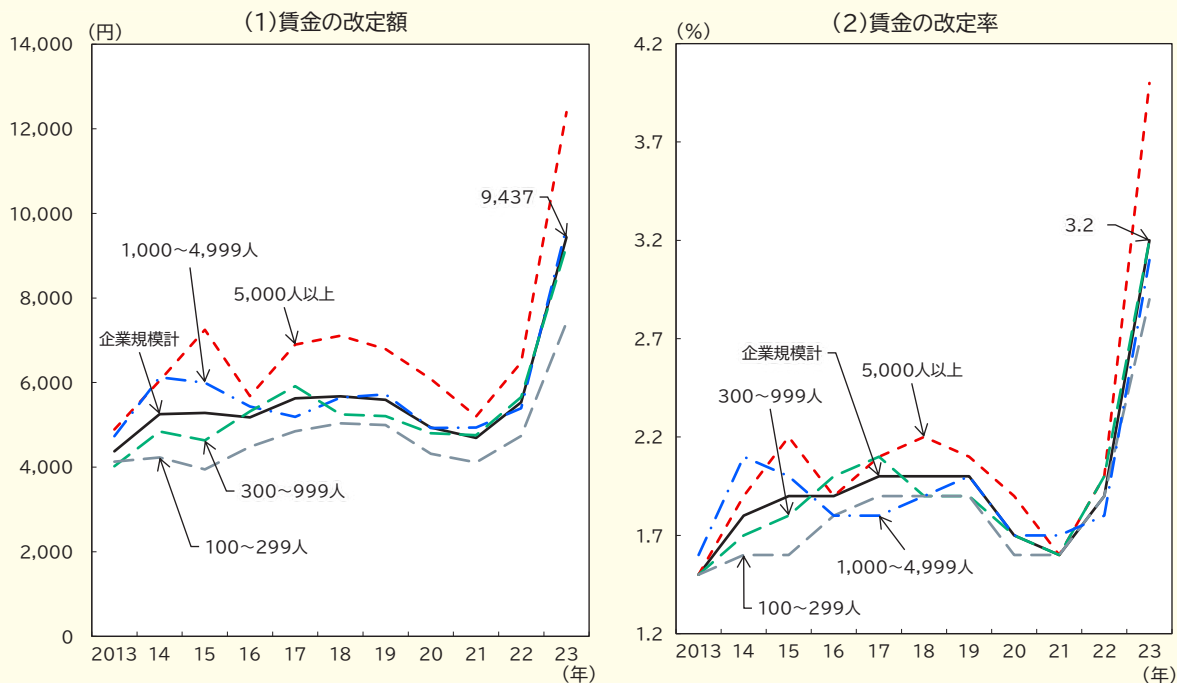 (1)賃金の改定額
(円)
14,000
12,000
10,000
8,000
6,000
4,000
2,000
0
9,437
1,000～4,999人
5,000人以上
企業規模計
300～999人
100～299人
2013 14 15 16 17 18 19 20 21 22 23
(年)
(2)賃金の改定率
(%)
4.2
3.7
3.2
2.7
2.2
1.7
1.2
3.2
企業規模計
5,000人以上
300～999人
1,000～4,999人
100～299人
2013 14 15 16 17 18 19 20 21 22 23
(年)